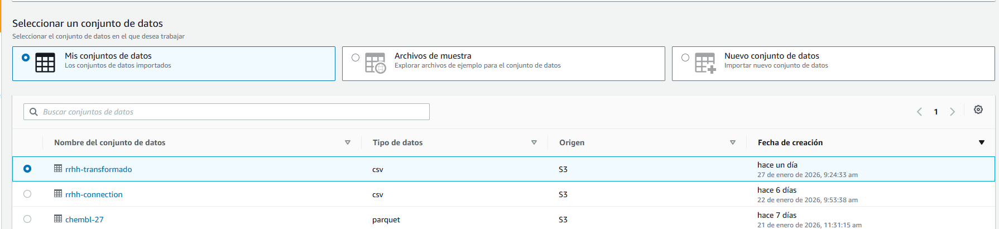 Seleccionar un conjunto de datos
Seleccionar el conjunto de datos en el que desea trabajar
Mis conjuntos de datos
Los conjuntos de datos importados
Archivos de muestra
Explorar archivos de ejemplo para el conjunto de datos
Nuevo conjunto de datos
Importar nuevo conjunto de datos
Buscar conjuntos de datos
1
Nombre del conjunto de datos Tipo de datos Origen Fecha de creación
rrhh-transformado csv S3 hace un día
27 de enero de 2026, 9:24:33 am
rrhh-connection csv S3 hace 6 días
22 de enero de 2026, 9:53:38 am
chembl-27 parquet S3 hace 7 días
21 de enero de 2026, 11:31:15 am